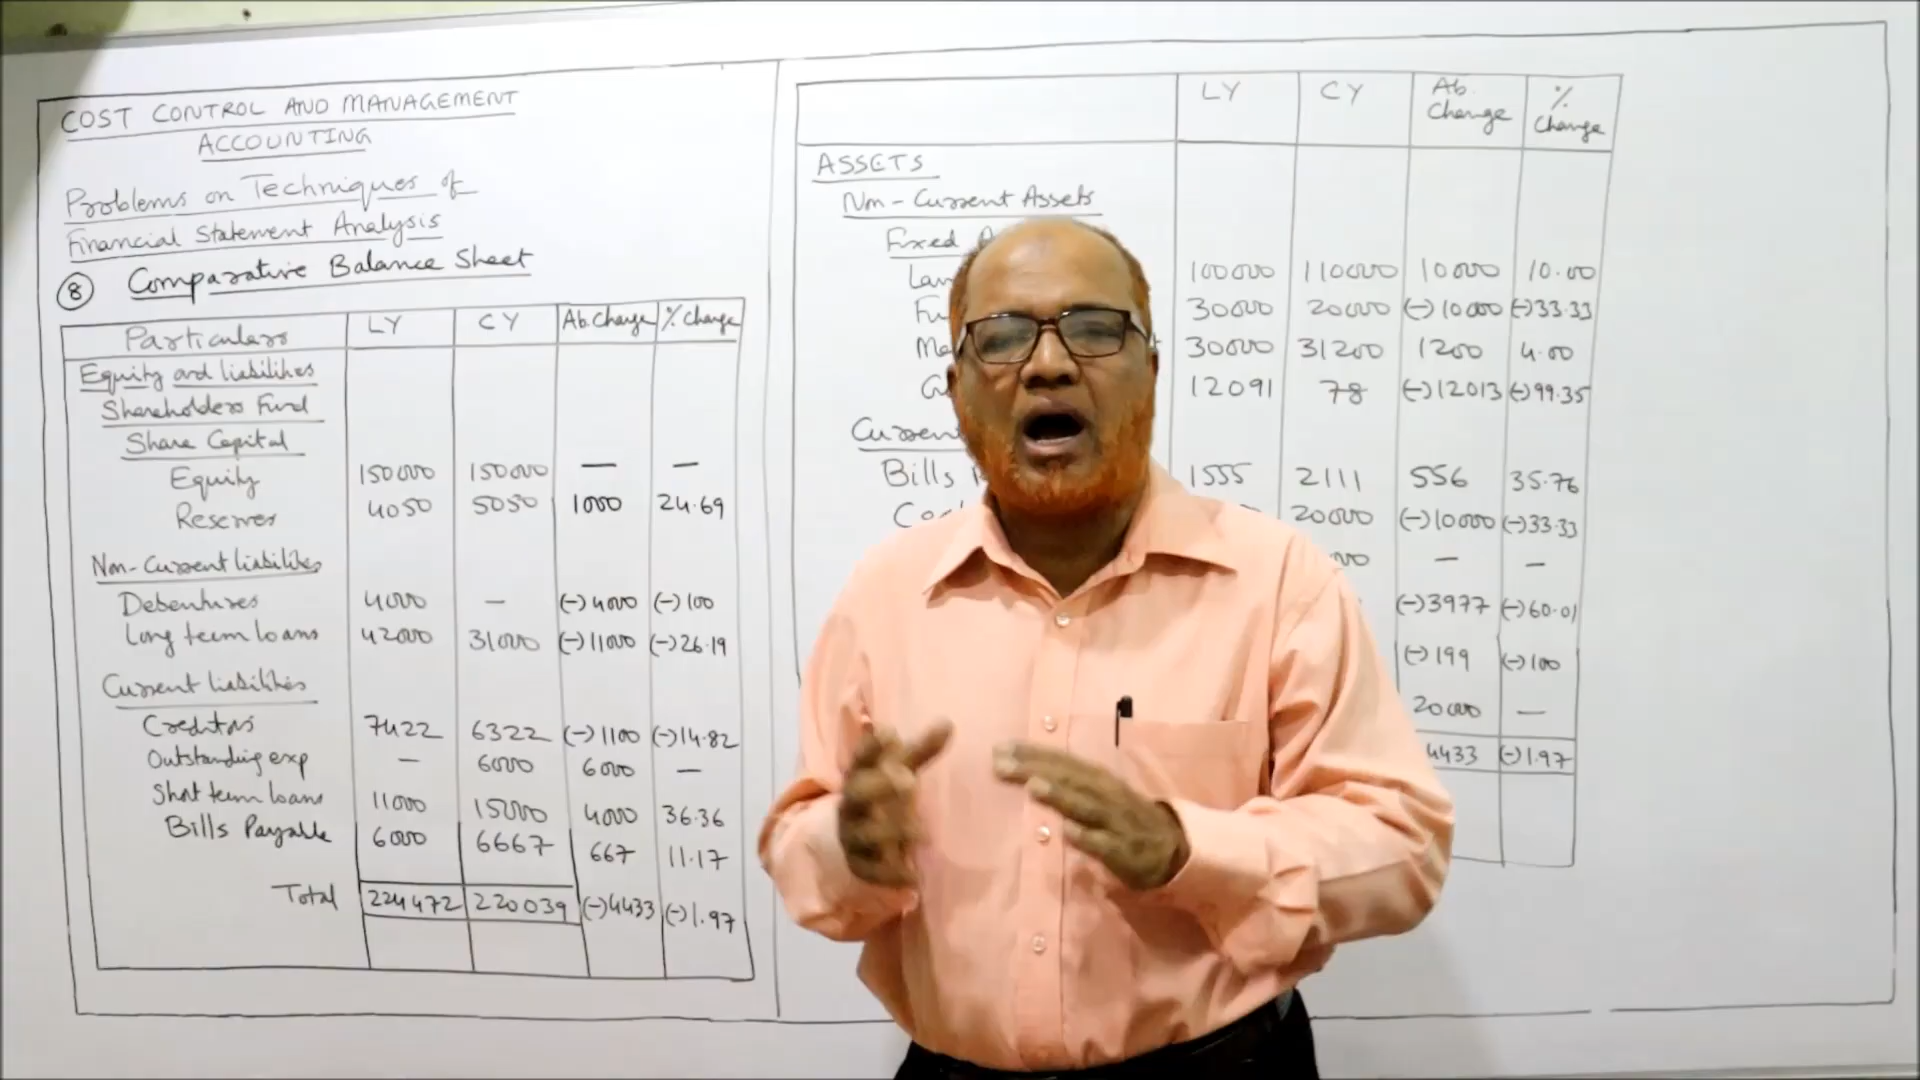 COST CONTROL AND MANAGEMENT
ACCOUNTING
Problems on Techniques of
Financial Statement Analysis
8 Comparative Balance Sheet
Particulars LY CY Ab. Change % Change
Equity and liabilities
Shareholders Fund
Share Capital
Equity 150000 150000 — —
Reserves 4050 5050 1000 24.69
Non-Current liabilities
Debentures 4000 — (-) 4000 (-) 100
Long term loans 42000 31000 (-) 11000 (-) 26.19
Current liabilities
Creditors 7422 6322 (-) 1100 (-) 14.82
Outstanding exp — 6000 6000 —
Short term loans 11000 15000 4000 36.36
Bills Payable 6000 6667 667 11.17
Total 224472 220039 (-) 4433 (-) 1.97
LY CY Ab. Change % Change
ASSETS
Non-Current Assets
Fixed
100000 110000 10000 10.00
30000 20000 (-) 10000 (-) 33.33
30000 31200 1200 4.00
12091 78 (-) 12013 (-) 99.35
Current
Bills 1555 2111 556 35.76
20000 (-) 10000 (-) 33.33
— —
(-) 3977 (-) 60.01
(-) 199 (-) 100
20000 —
4433 (-) 1.97